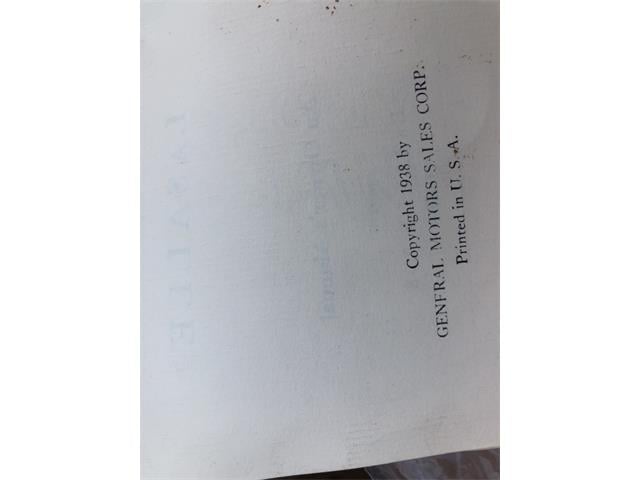 Copyright 1938 by
GENERAL MOTORS SALES CORP.
Printed in U. S. A.